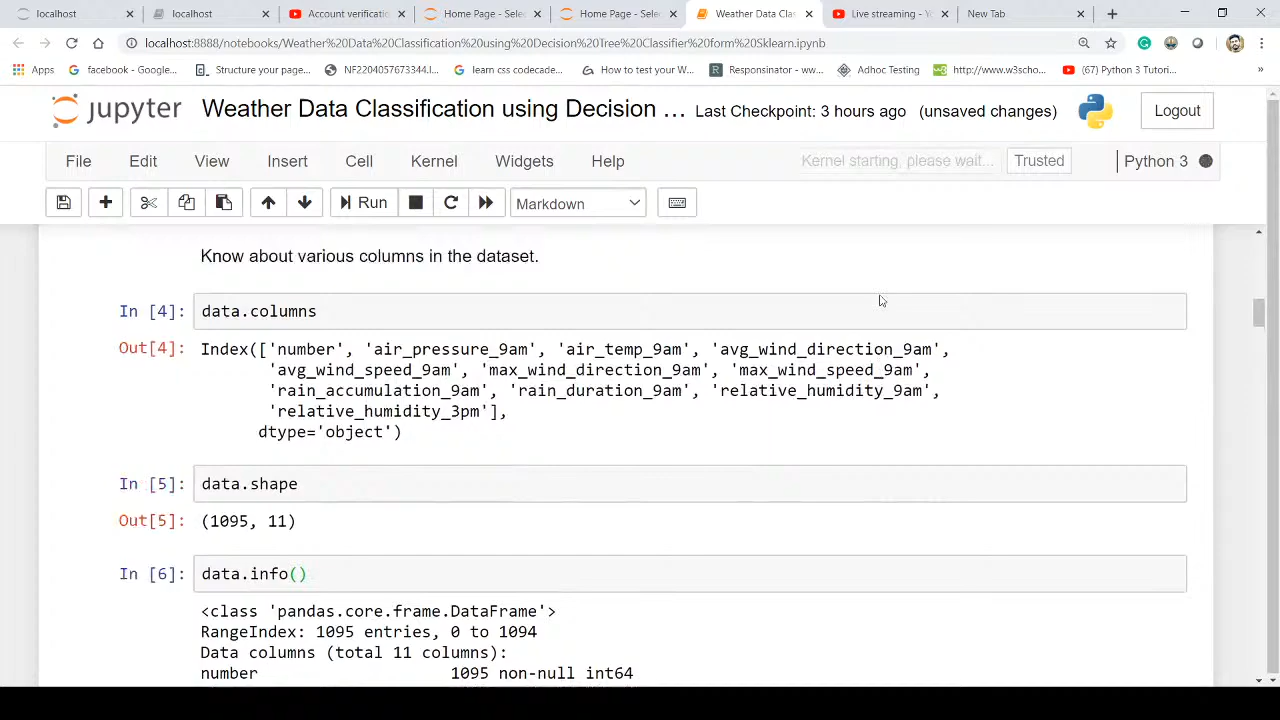 localhost
localhost
Account verificatio
Home Page - Selec
Home Page - Selec
Weather Data Clas
Live streaming - Yo
New Tab
localhost:8888/notebooks/Weather%20Data%20Classification%20using%20Decision%20Tree%20Classifier%20form%20Sklearn.ipynb
Apps
facebook - Google...
Structure your page...
NF22104057673344.I...
learn css codecade...
How to test your W...
Responsinator - ww...
Adhoc Testing
http://www.w3scho...
(67) Python 3 Tutori...
»
jupyter Weather Data Classification using Decision ... Last Checkpoint: 3 hours ago (unsaved changes) Logout
File Edit View Insert Cell Kernel Widgets Help Kernel starting, please wait... Trusted Python 3
Run Markdown
Know about various columns in the dataset.
In [4]: data.columns
Out[4]: Index(['number', 'air_pressure_9am', 'air_temp_9am', 'avg_wind_direction_9am',
'avg_wind_speed_9am', 'max_wind_direction_9am', 'max_wind_speed_9am',
'rain_accumulation_9am', 'rain_duration_9am', 'relative_humidity_9am',
'relative_humidity_3pm'],
dtype='object')
In [5]: data.shape
Out[5]: (1095, 11)
In [6]: data.info()
<class 'pandas.core.frame.DataFrame'>
RangeIndex: 1095 entries, 0 to 1094
Data columns (total 11 columns):
number 1095 non-null int64